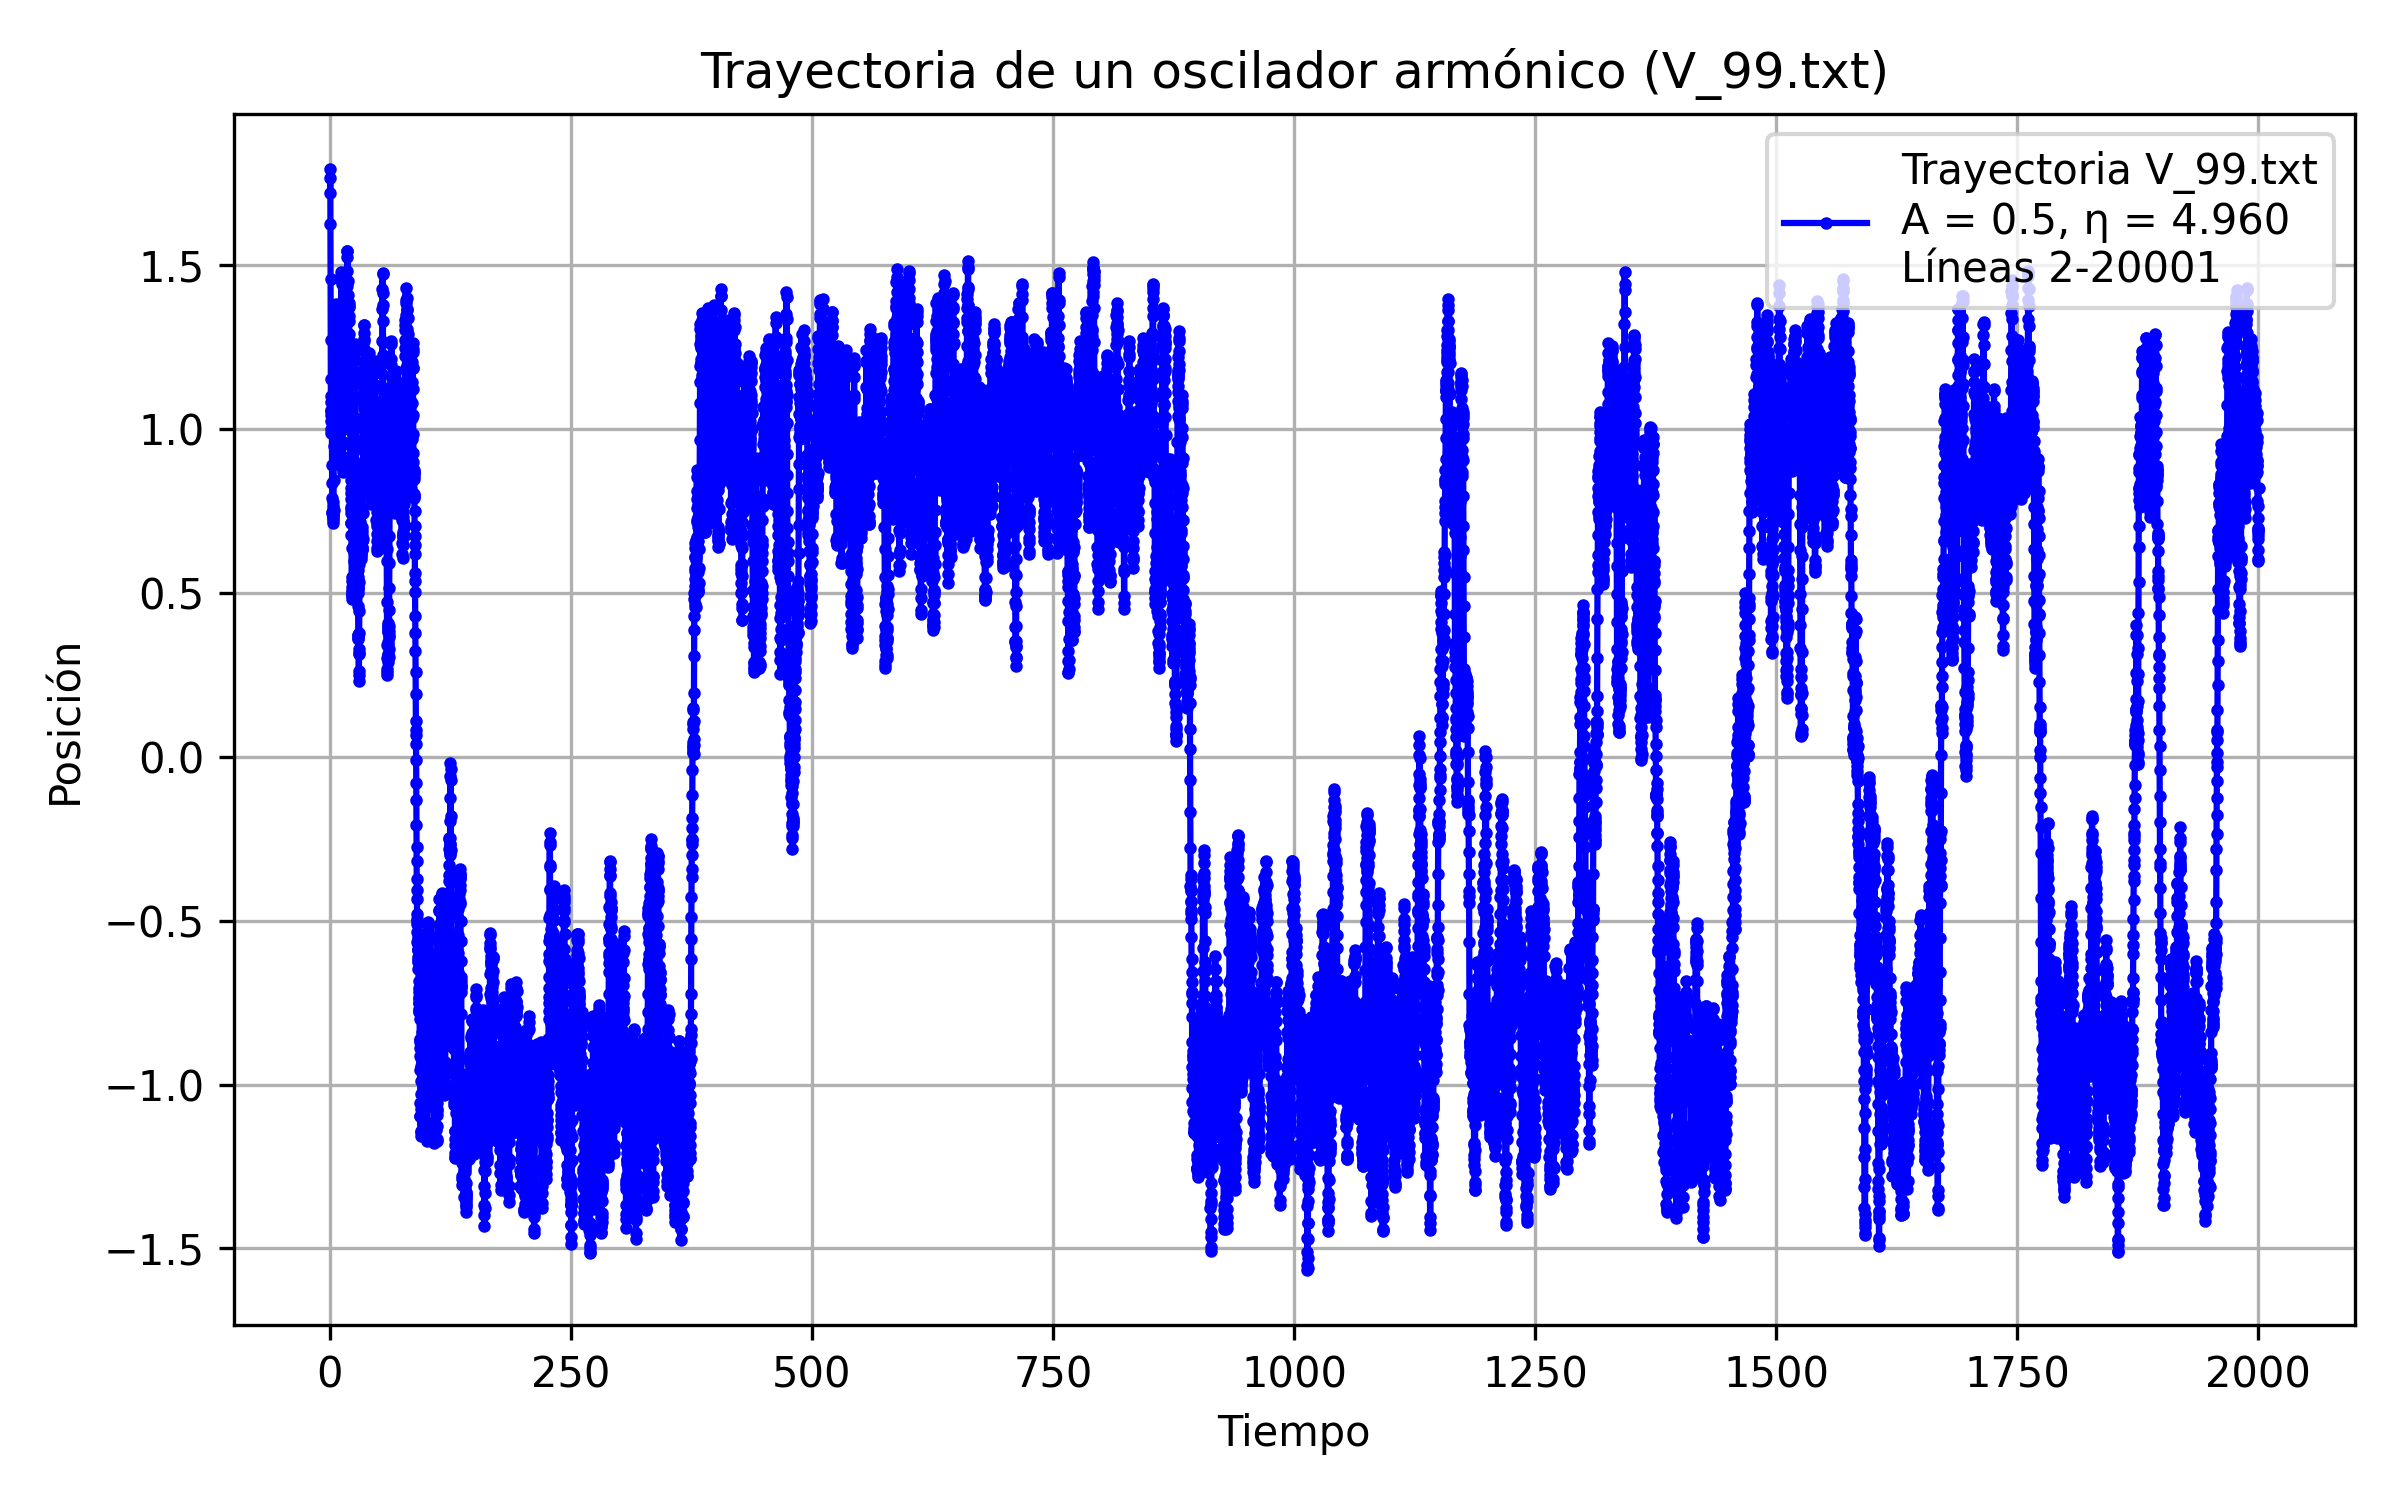 Trayectoria de un oscilador armónico (V_99.txt)
Trayectoria V_99.txt
A = 0.5, η = 4.960
Líneas 2-20001
Posición
1.5
1.0
0.5
0.0
−0.5
−1.0
−1.5
0
250
500
750
1000
1250
1500
1750
2000
Tiempo